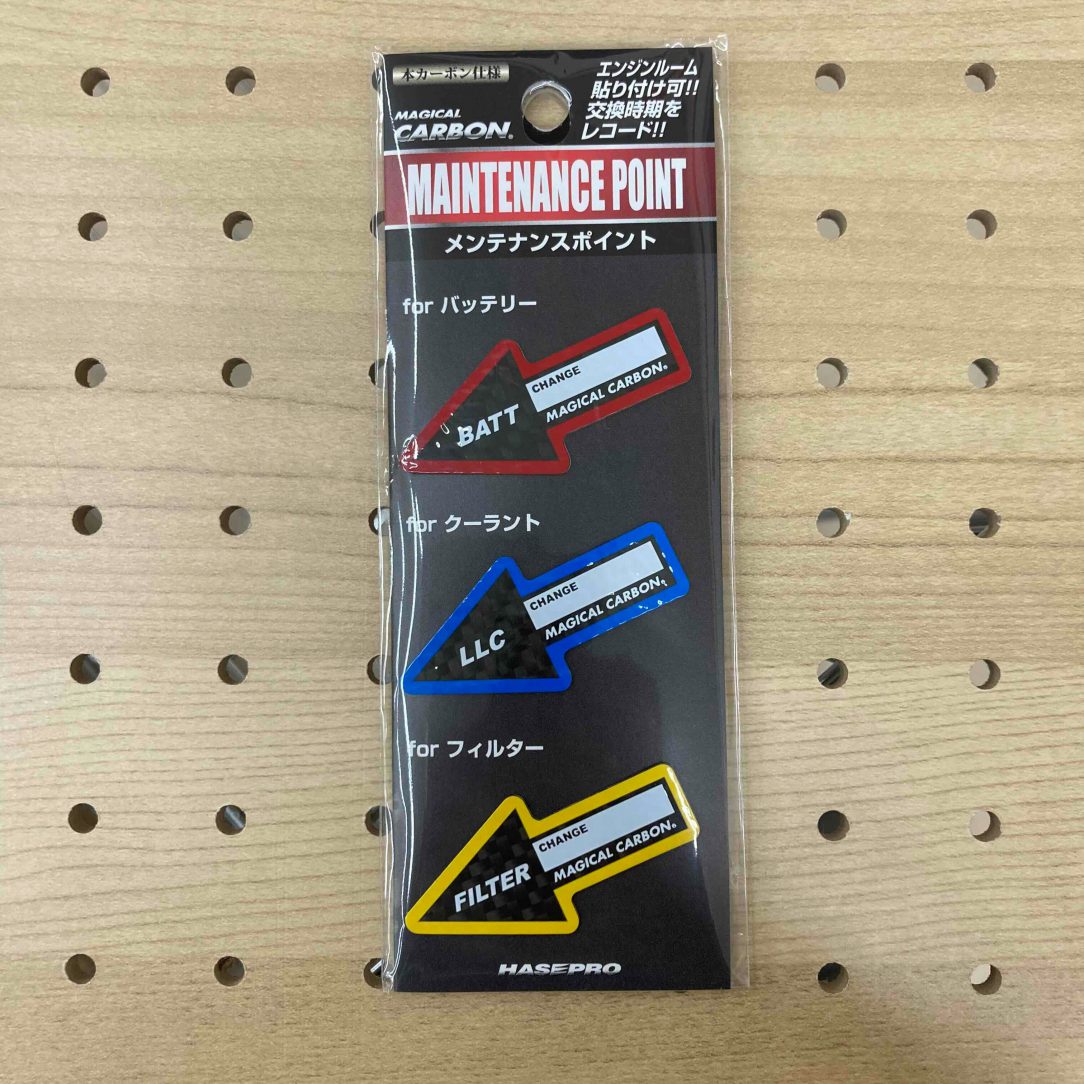 本カーボン仕様
MAGICAL
CARBON®
エンジンルーム
貼り付け可!!
交換時期を
レコード!!
MAINTENANCE POINT
メンテナンスポイント
for バッテリー
CHANGE
MAGICAL CARBON®
BATT
for クーラント
CHANGE
MAGICAL CARBON®
LLC
for フィルター
CHANGE
MAGICAL CARBON®
FILTER
HASEPRO